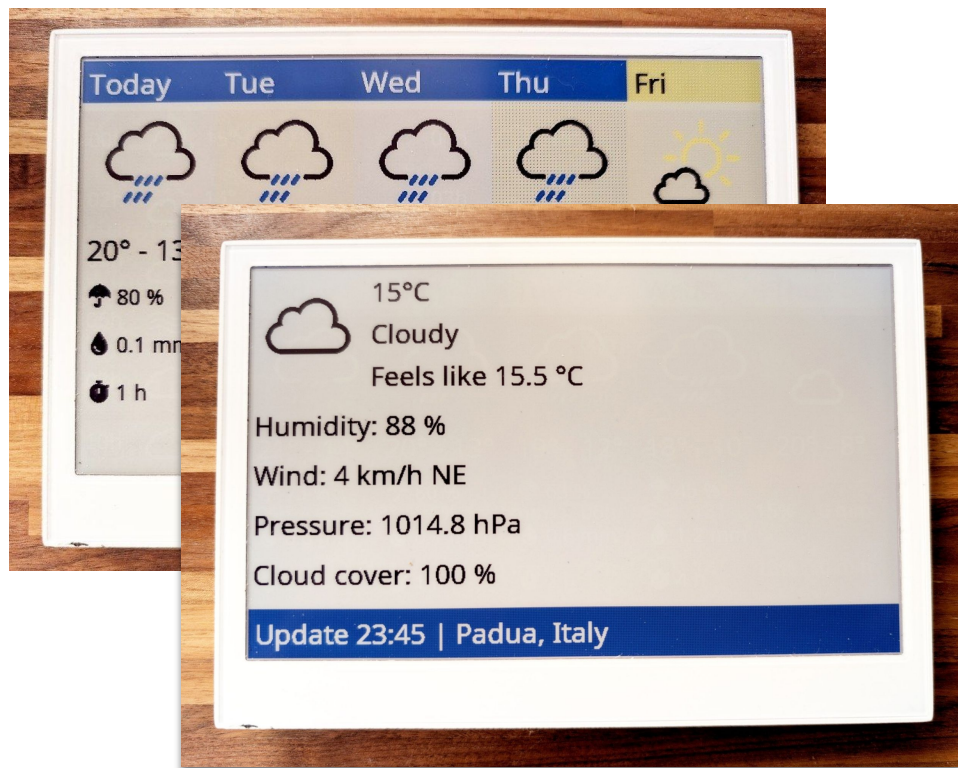 Today Tue Wed Thu Fri
20° - 13
80 %
0.1 mm
1 h
15°C
Cloudy
Feels like 15.5 °C
Humidity: 88 %
Wind: 4 km/h NE
Pressure: 1014.8 hPa
Cloud cover: 100 %
Update 23:45 | Padua, Italy